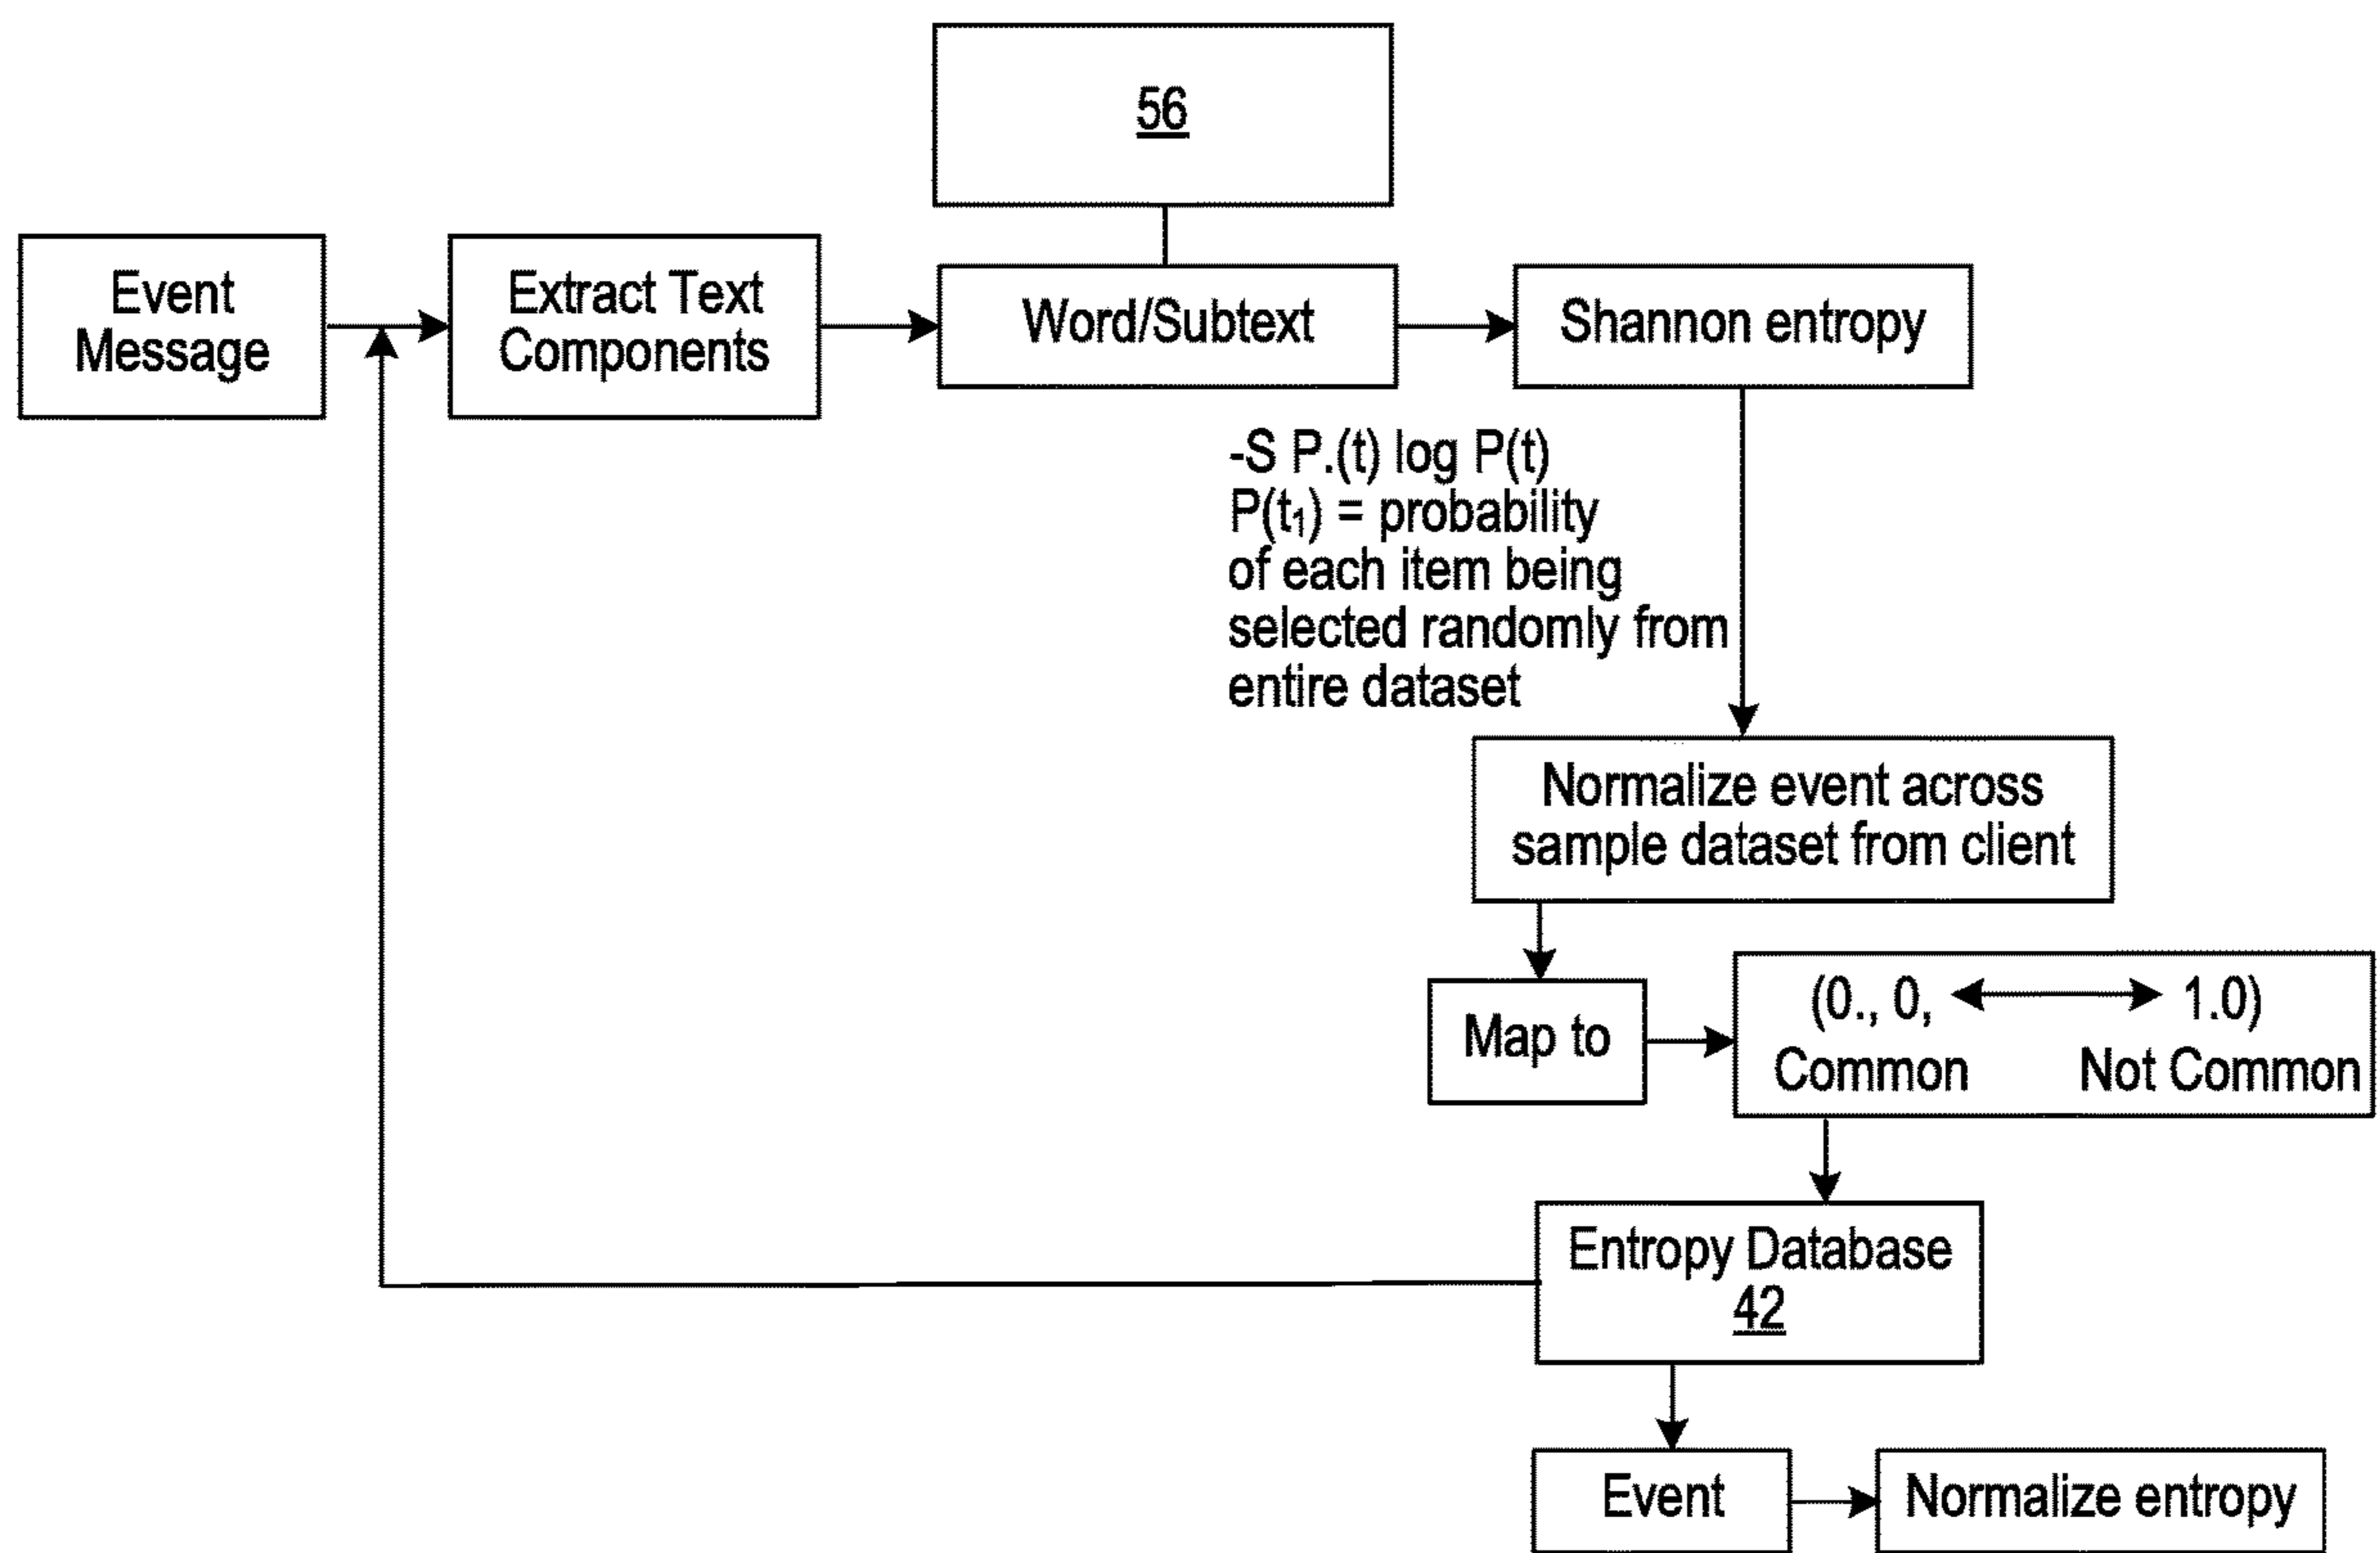 56
Event
Message
Extract Text
Components
Word/Subtext
Shannon entropy
-S P.(t) log P(t)
P(t₁) = probability
of each item being
selected randomly from
entire dataset
Normalize event across
sample dataset from client
Map to
(0., 0, 1.0)
Common Not Common
Entropy Database
42
Event
Normalize entropy